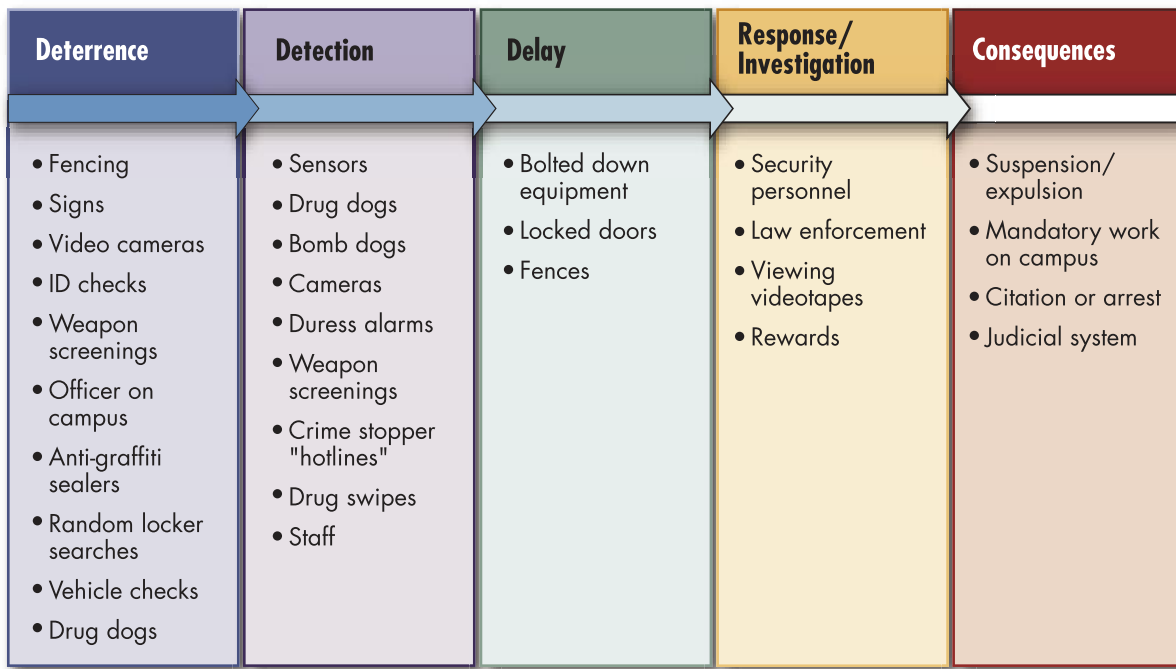 Deterrence
• Fencing
• Signs
• Video cameras
• ID checks
• Weapon
screenings
• Officer on
campus
• Anti-graffiti
sealers
• Random locker
searches
• Vehicle checks
• Drug dogs
Detection
• Sensors
• Drug dogs
• Bomb dogs
• Cameras
• Duress alarms
• Weapon
screenings
• Crime stopper
"hotlines"
• Drug swipes
• Staff
Delay
• Bolted down
equipment
• Locked doors
• Fences
Response/
Investigation
• Security
personnel
• Law enforcement
• Viewing
videotapes
• Rewards
Consequences
• Suspension/
expulsion
• Mandatory work
on campus
• Citation or arrest
• Judicial system